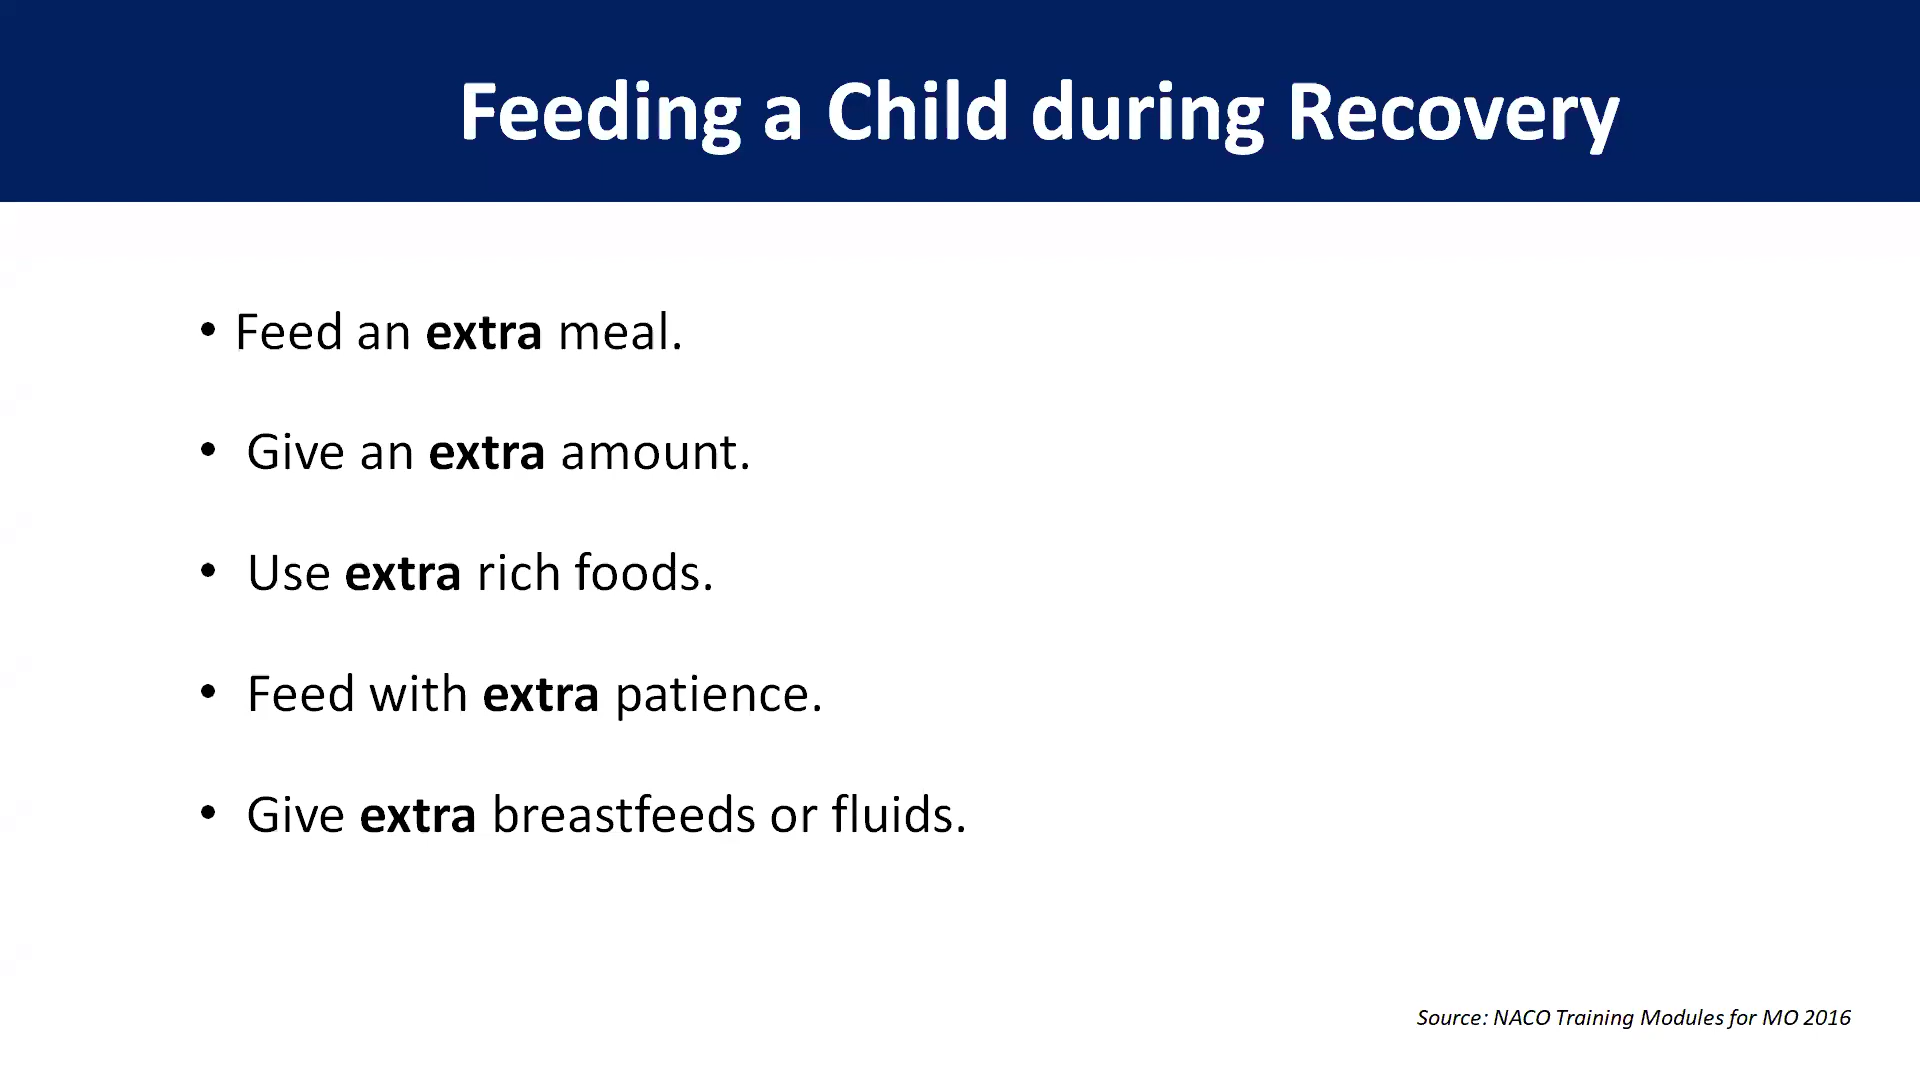 Feeding a Child during Recovery
• Feed an extra meal.
• Give an extra amount.
• Use extra rich foods.
• Feed with extra patience.
• Give extra breastfeeds or fluids.
Source: NACO Training Modules for MO 2016